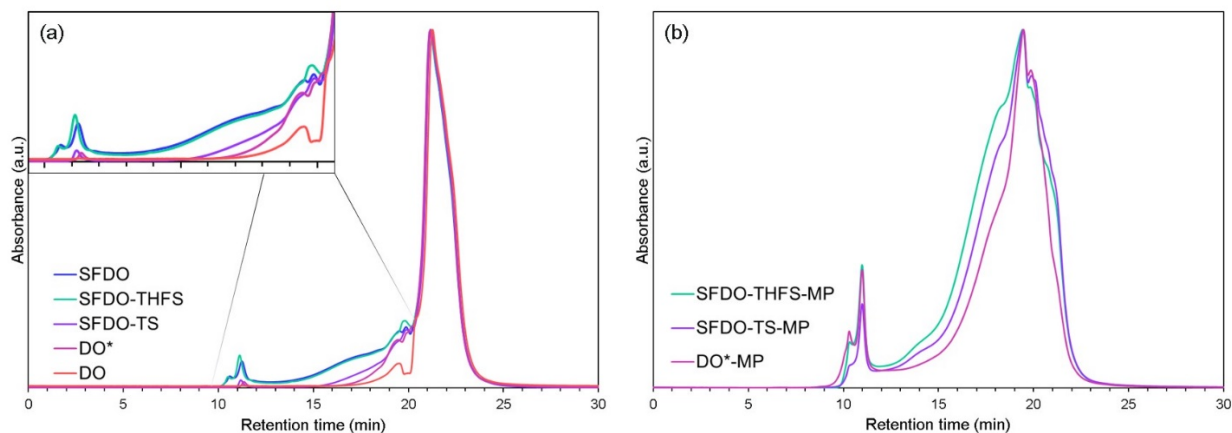 (a)
Absorbance (a.u.)
SFDO
SFDO-THFS
SFDO-TS
DO*
DO
0 5 10 15 20 25 30
Retention time (min)
(b)
Absorbance (a.u.)
SFDO-THFS-MP
SFDO-TS-MP
DO*-MP
0 5 10 15 20 25 30
Retention time (min)